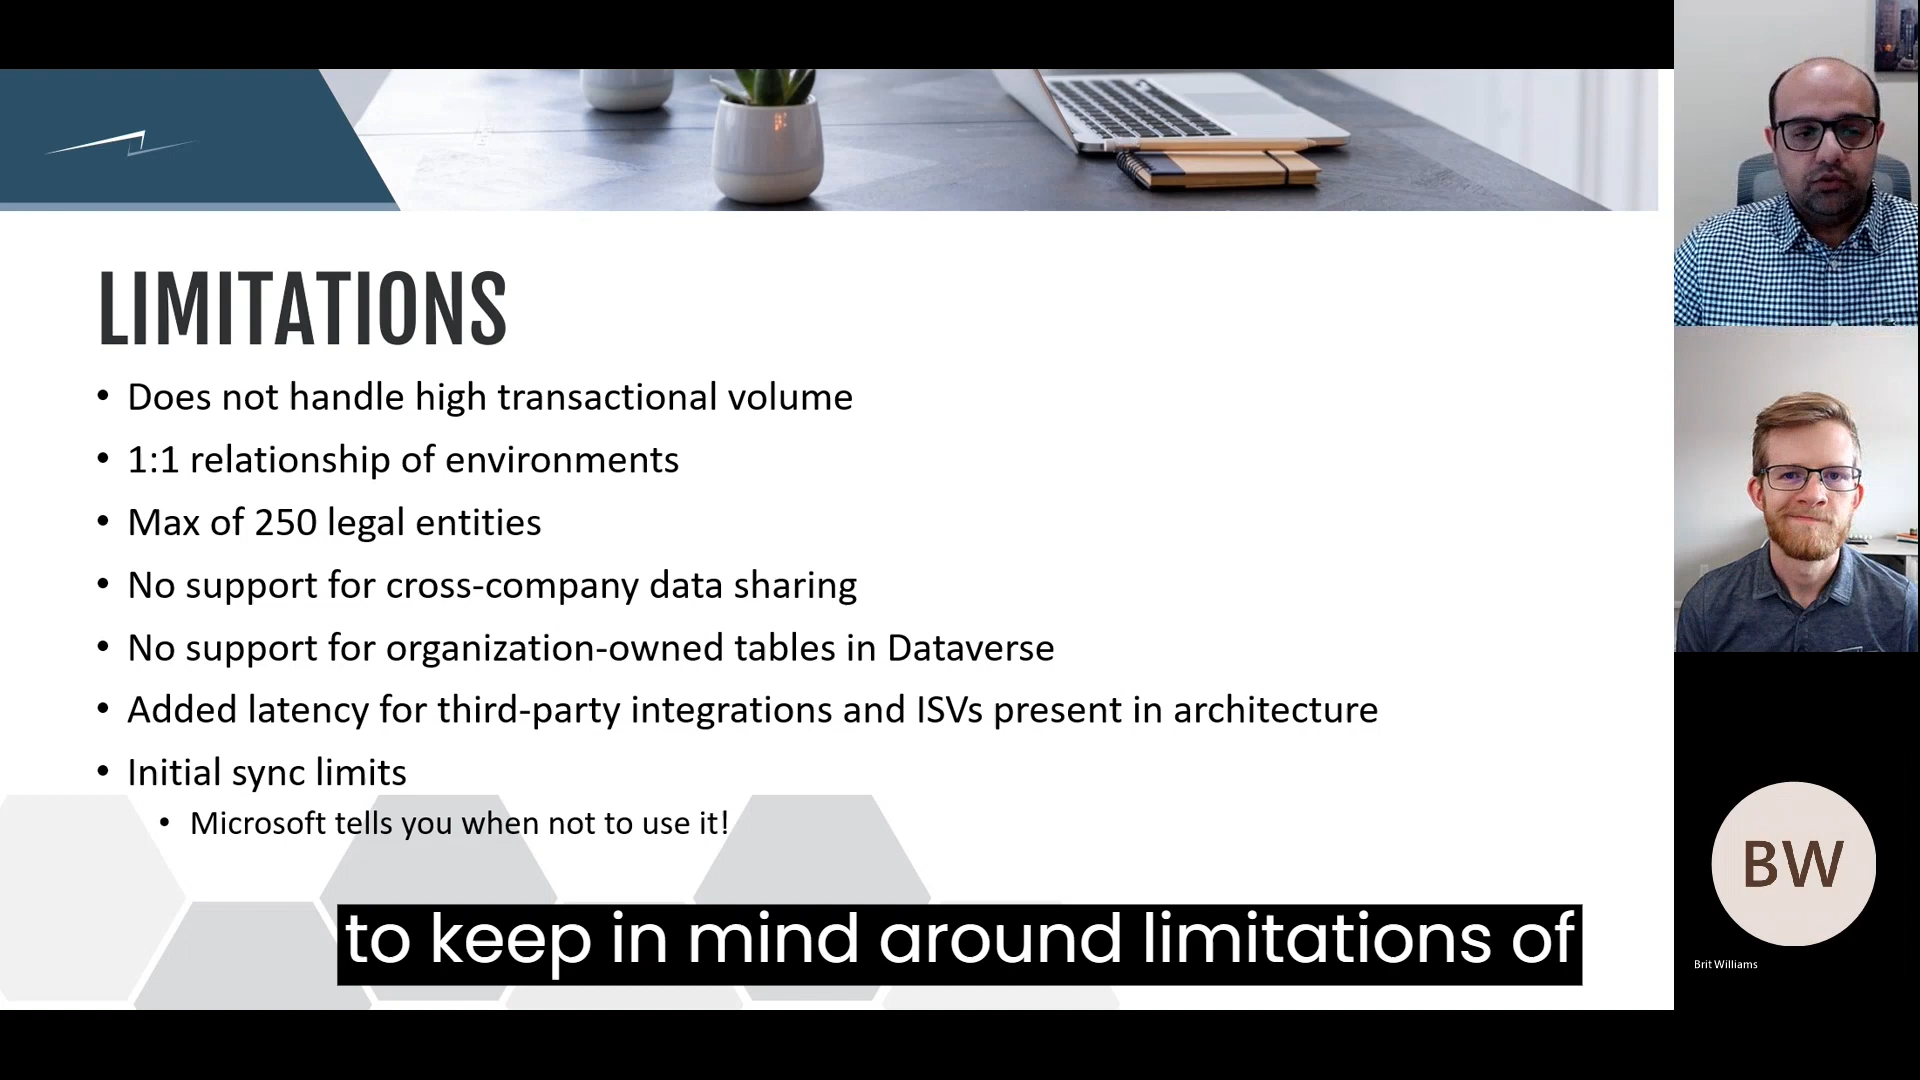 LIMITATIONS
• Does not handle high transactional volume
• 1:1 relationship of environments
• Max of 250 legal entities
• No support for cross-company data sharing
• No support for organization-owned tables in Dataverse
• Added latency for third-party integrations and ISVs present in architecture
• Initial sync limits
• Microsoft tells you when not to use it!
to keep in mind around limitations of
BW
Brit Williams